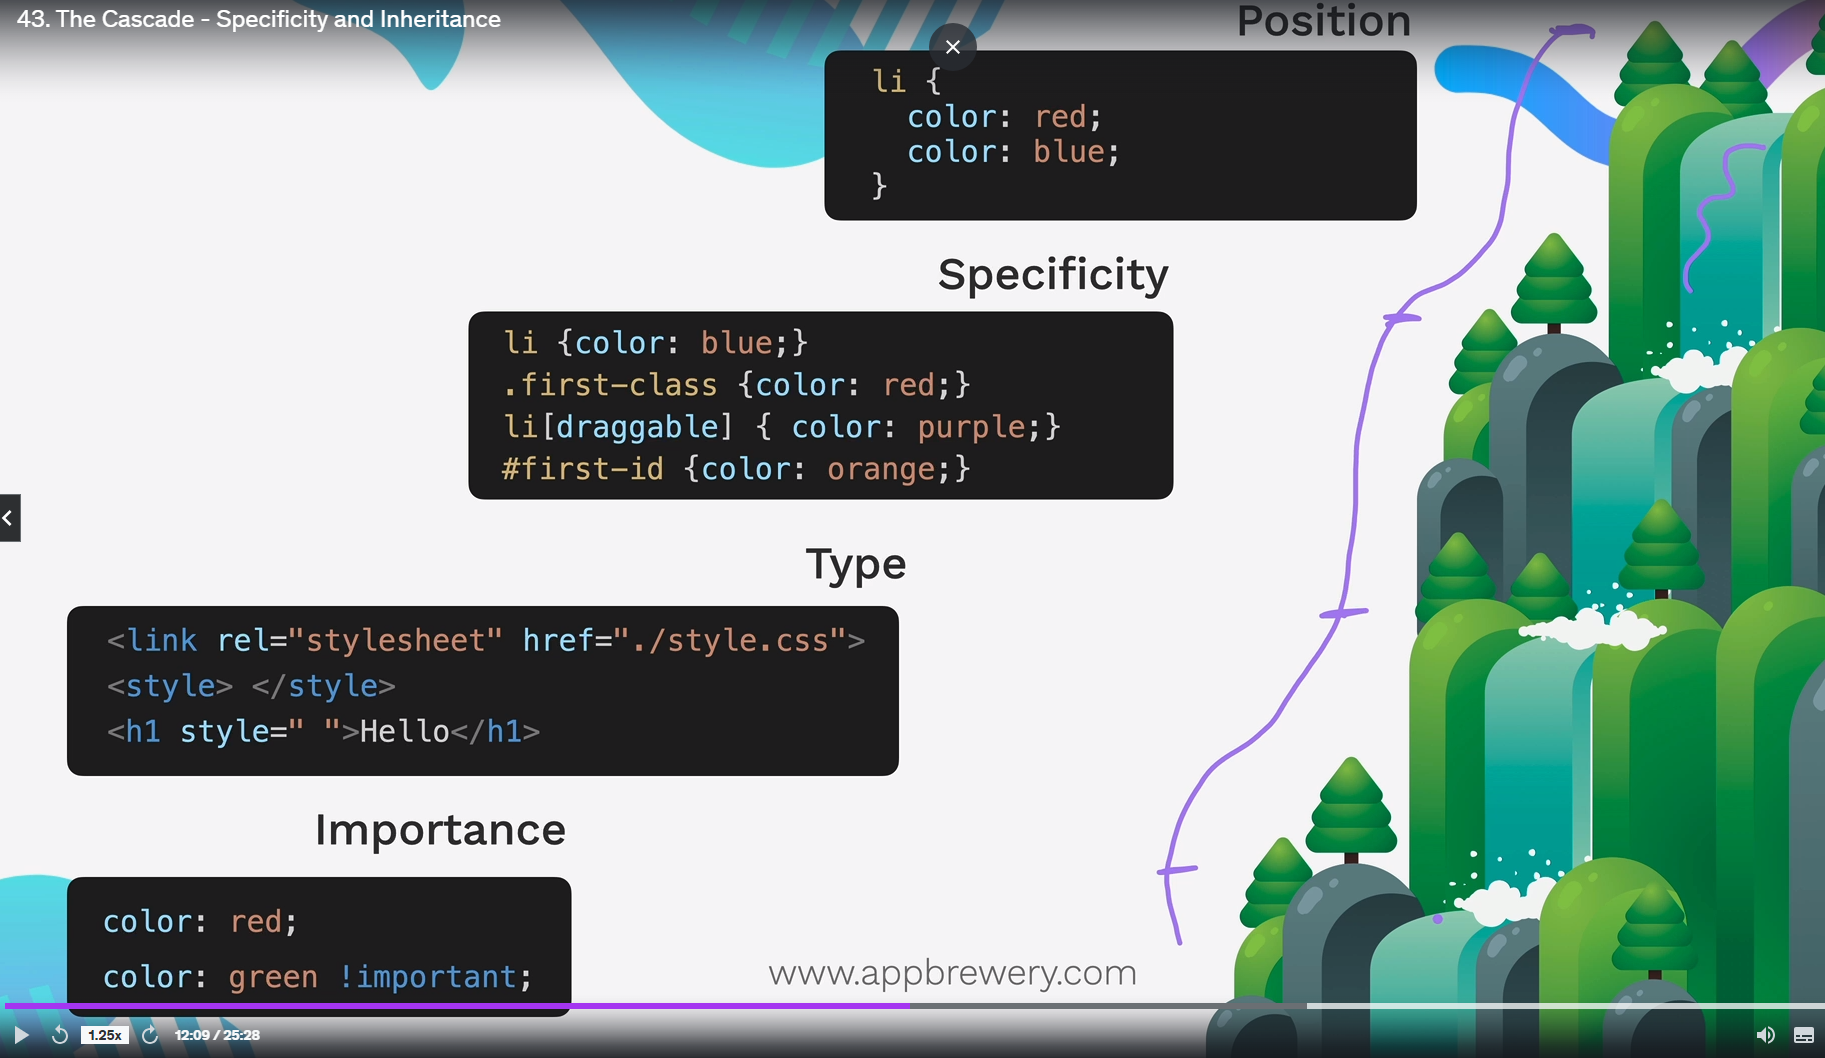 43. The Cascade - Specificity and Inheritance
Position
li {
  color: red;
  color: blue;
}
Specificity
li {color: blue;}
.first-class {color: red;}
li[draggable] { color: purple;}
#first-id {color: orange;}
Type
<link rel="stylesheet" href="./style.css">
<style> </style>
<h1 style=" ">Hello</h1>
Importance
color: red;
color: green !important;
www.appbrewery.com
1.25x
12:09 / 25:28